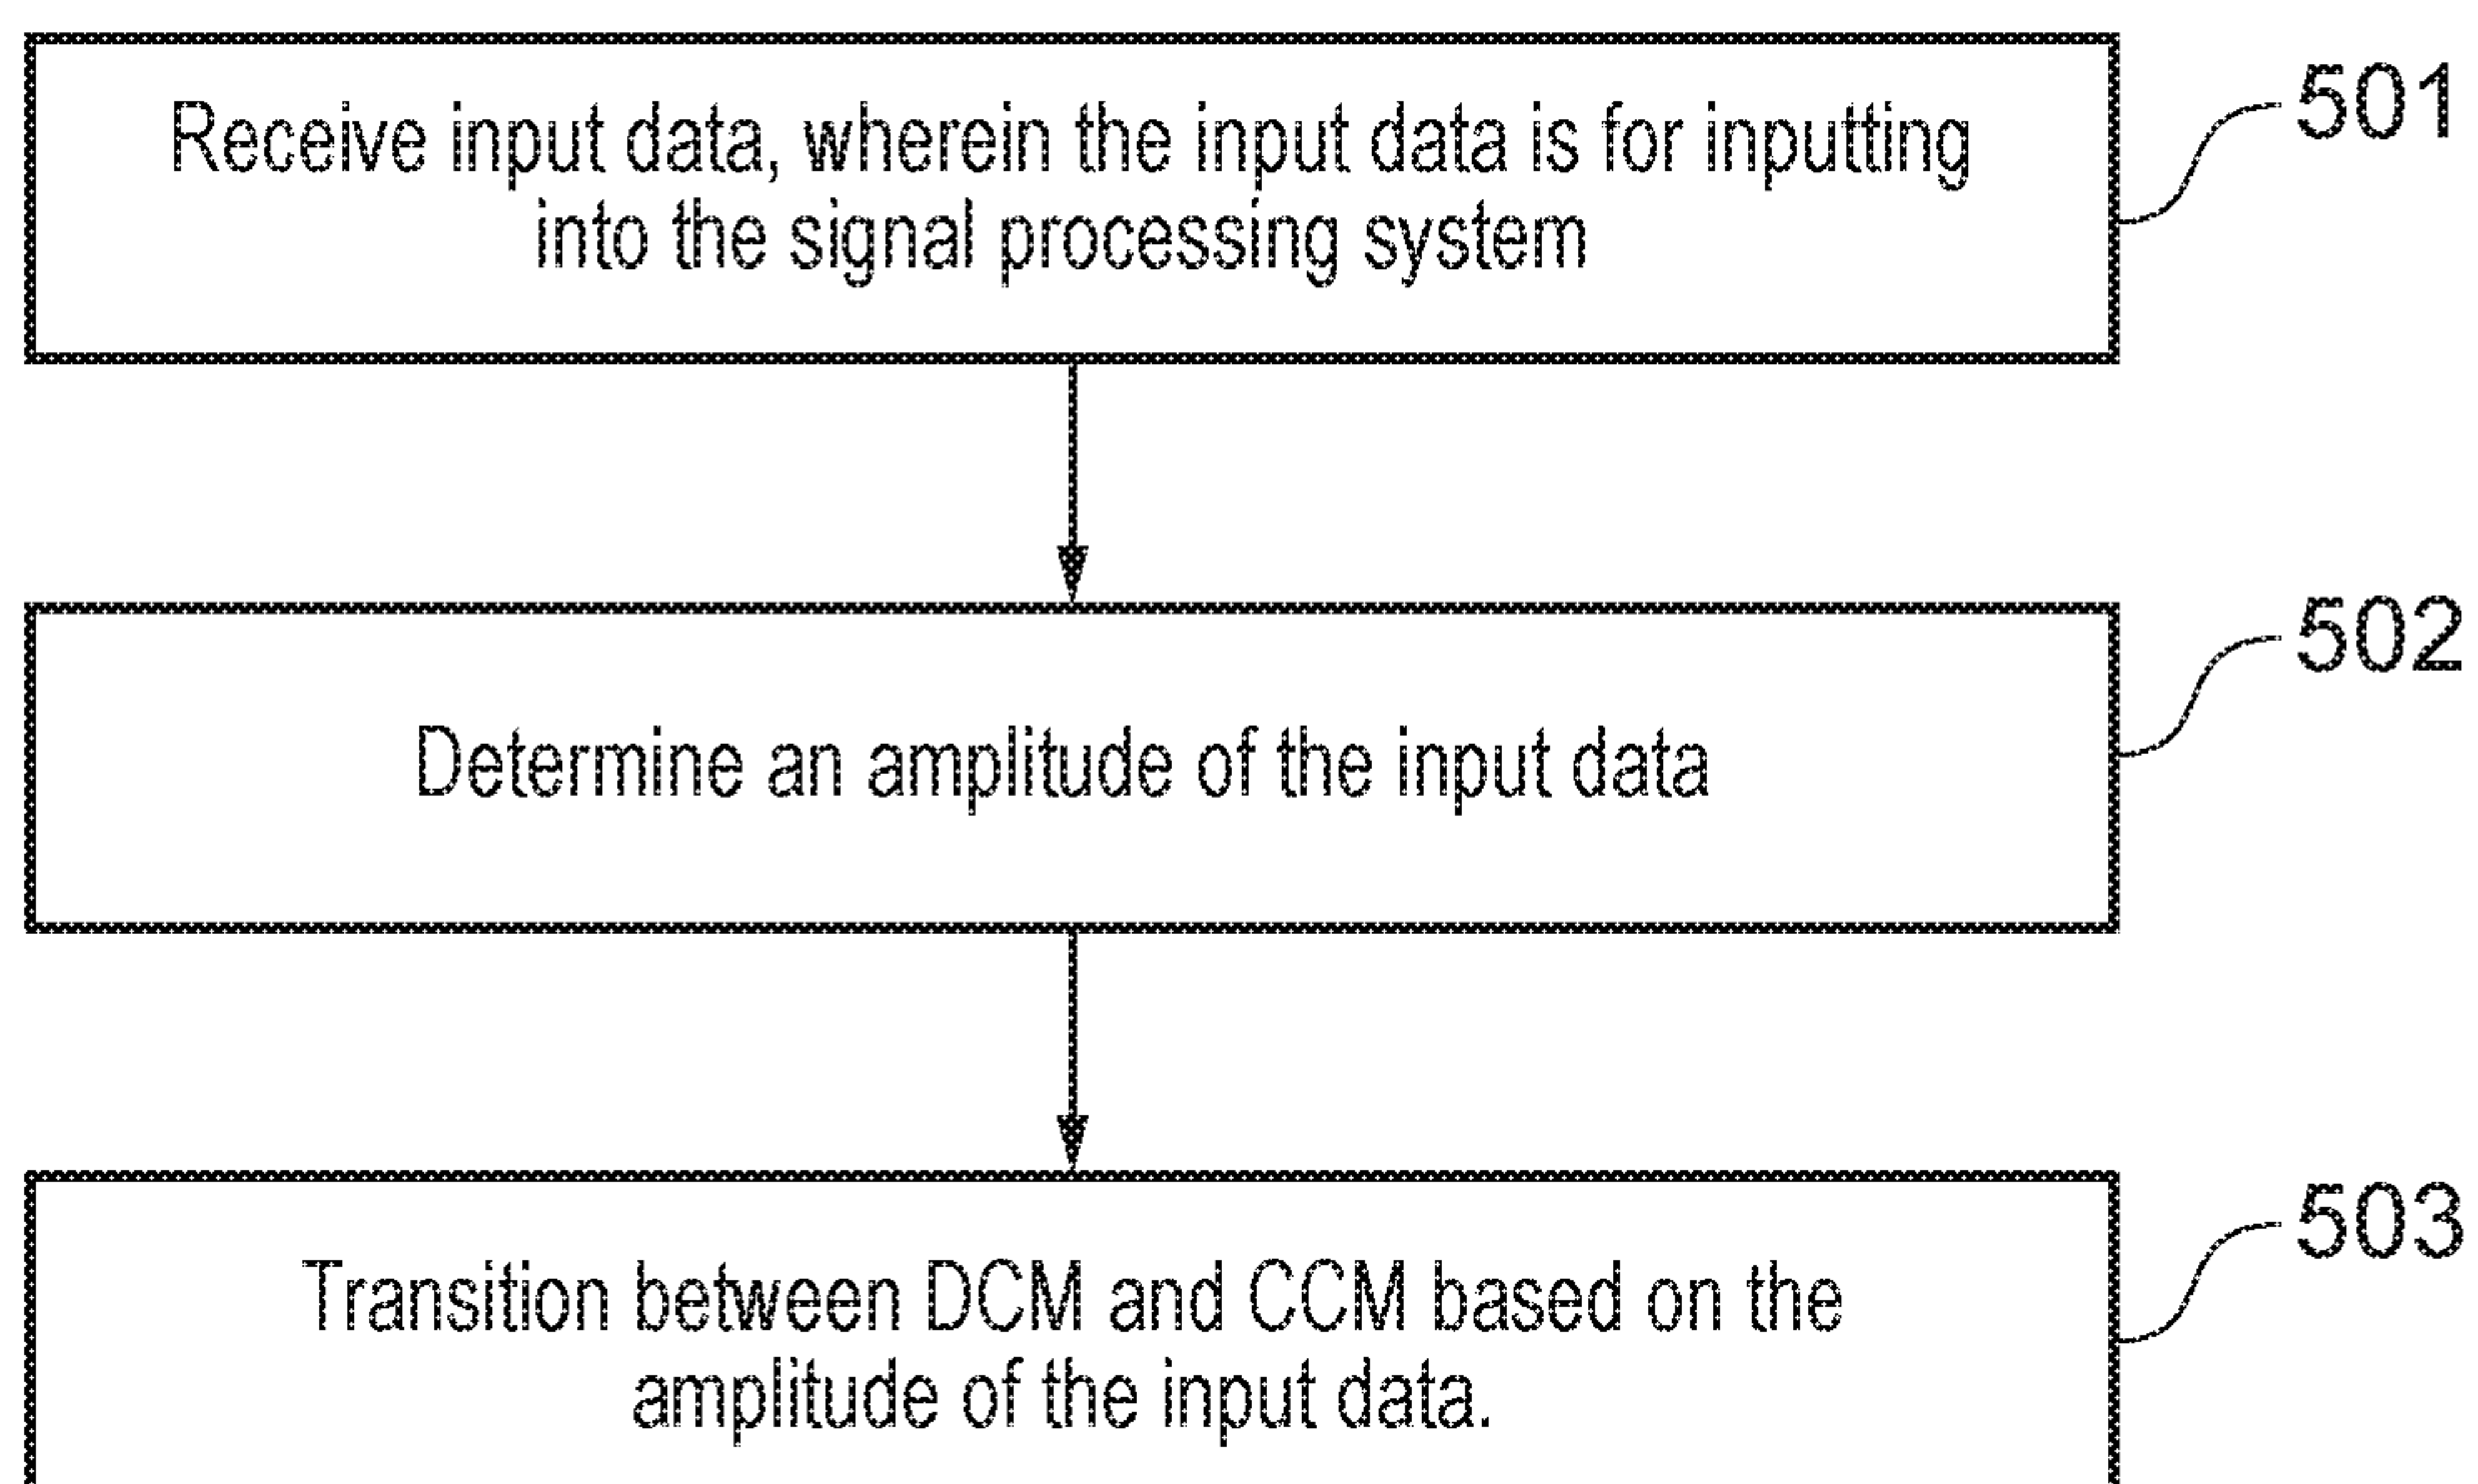 Receive input data, wherein the input data is for inputting
into the signal processing system
501
Determine an amplitude of the input data
502
Transition between DCM and CCM based on the
amplitude of the input data.
503